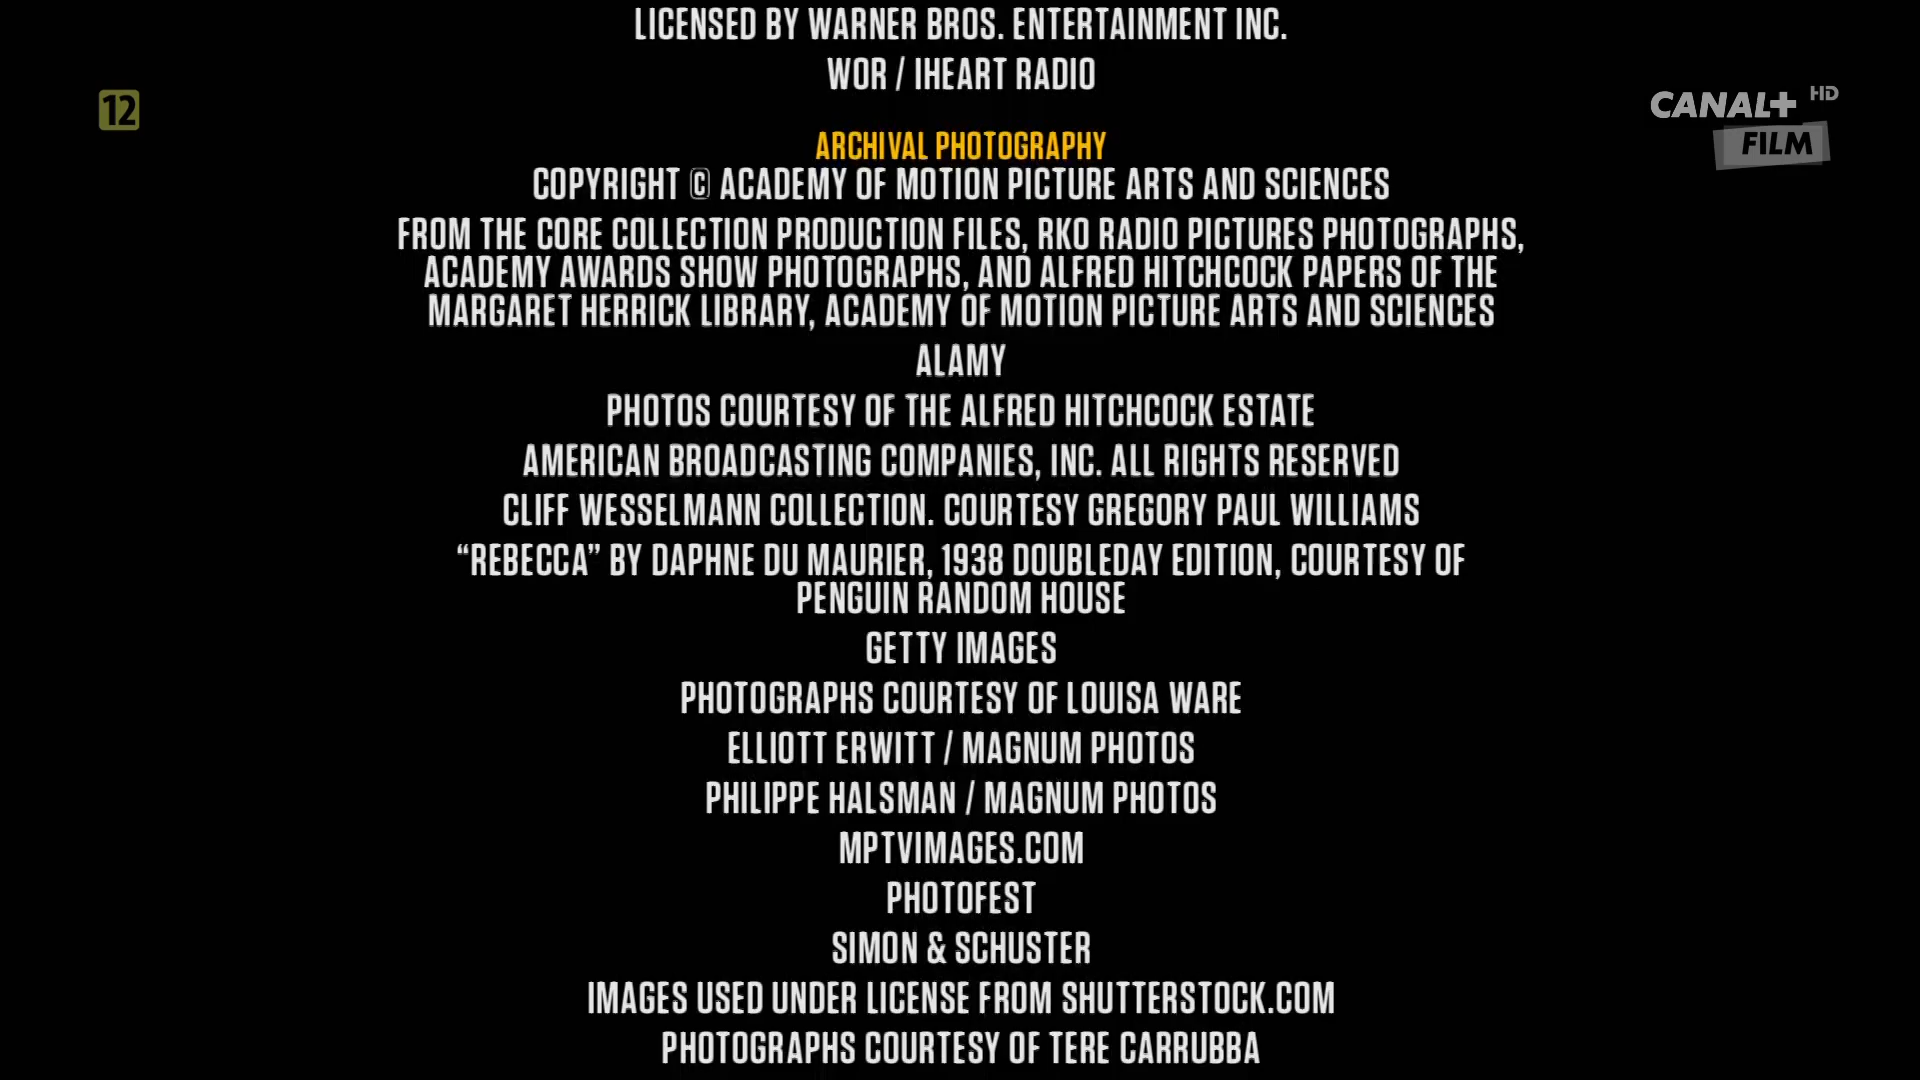 LICENSED BY WARNER BROS. ENTERTAINMENT INC.
WOR / IHEART RADIO
12
CANAL+ HD
FILM
ARCHIVAL PHOTOGRAPHY
COPYRIGHT © ACADEMY OF MOTION PICTURE ARTS AND SCIENCES
FROM THE CORE COLLECTION PRODUCTION FILES, RKO RADIO PICTURES PHOTOGRAPHS,
ACADEMY AWARDS SHOW PHOTOGRAPHS, AND ALFRED HITCHCOCK PAPERS OF THE
MARGARET HERRICK LIBRARY, ACADEMY OF MOTION PICTURE ARTS AND SCIENCES
ALAMY
PHOTOS COURTESY OF THE ALFRED HITCHCOCK ESTATE
AMERICAN BROADCASTING COMPANIES, INC. ALL RIGHTS RESERVED
CLIFF WESSELMANN COLLECTION. COURTESY GREGORY PAUL WILLIAMS
“REBECCA” BY DAPHNE DU MAURIER, 1938 DOUBLEDAY EDITION, COURTESY OF
PENGUIN RANDOM HOUSE
GETTY IMAGES
PHOTOGRAPHS COURTESY OF LOUISA WARE
ELLIOTT ERWITT / MAGNUM PHOTOS
PHILIPPE HALSMAN / MAGNUM PHOTOS
MPTVIMAGES.COM
PHOTOFEST
SIMON & SCHUSTER
IMAGES USED UNDER LICENSE FROM SHUTTERSTOCK.COM
PHOTOGRAPHS COURTESY OF TERE CARRUBBA